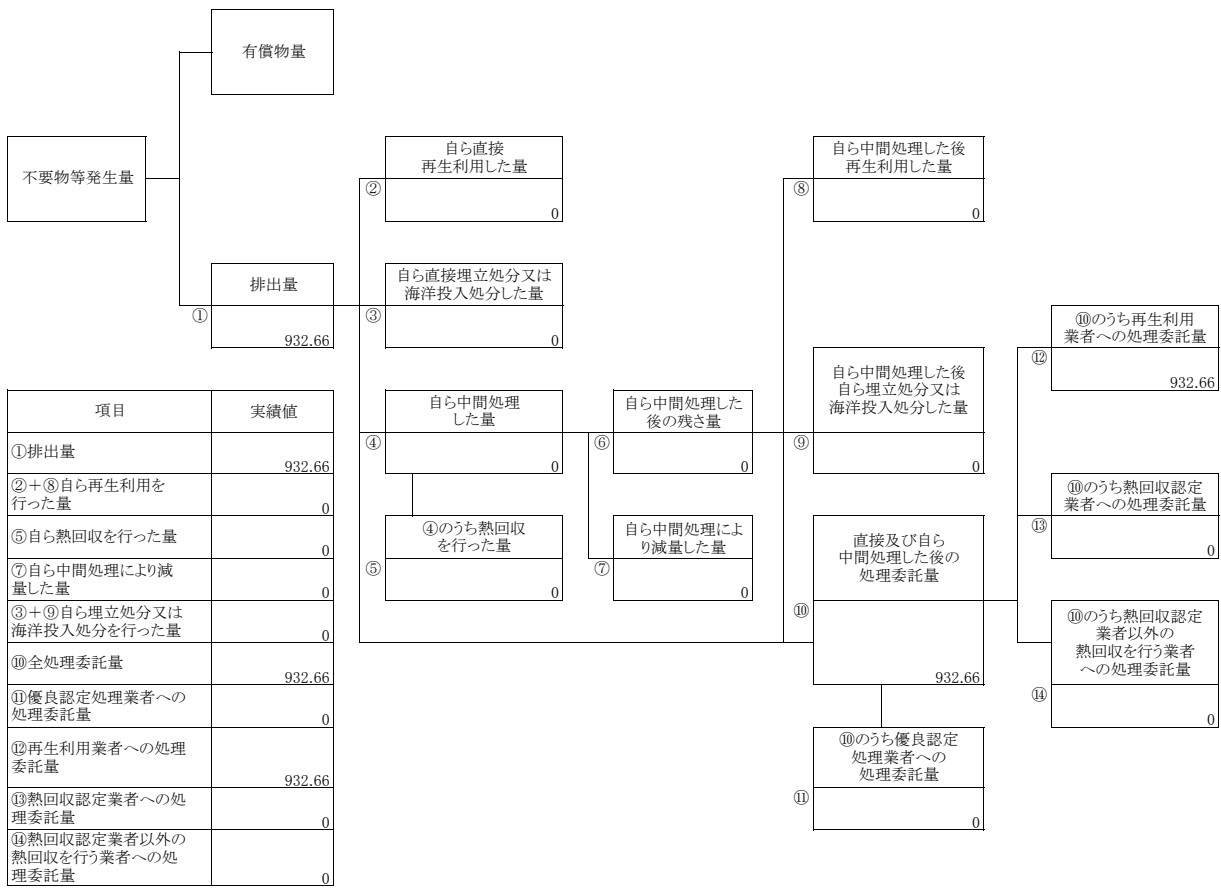 有償物量
不要物等発生量
自ら直接
再生利用した量
②
0
自ら中間処理した後
再生利用した量
⑧
0
排出量
①
932.66
自ら直接埋立処分又は
海洋投入処分した量
③
0
⑩のうち再生利用
業者への処理委託量
⑫
932.66
自ら中間処理
した量
④
0
自ら中間処理した
後の残さ量
⑥
0
自ら中間処理した後
自ら埋立処分又は
海洋投入処分した量
⑨
0
⑩のうち熱回収認定
業者への処理委託量
⑬
0
④のうち熱回収
を行った量
⑤
0
自ら中間処理によ
り減量した量
⑦
0
直接及び自ら
中間処理した後の
処理委託量
⑩
932.66
⑩のうち熱回収認定
業者以外の
熱回収を行う業者
への処理委託量
⑭
0
⑩のうち優良認定
処理業者への
処理委託量
⑪
0
項目 実績値
①排出量
932.66
②＋⑧自ら再生利用を
行った量
0
⑤自ら熱回収を行った量
0
⑦自ら中間処理により減
量した量
0
③＋⑨自ら埋立処分又は
海洋投入処分を行った量
0
⑩全処理委託量
932.66
⑪優良認定処理業者への
処理委託量
0
⑫再生利用業者への処理
委託量
932.66
⑬熱回収認定業者への処
理委託量
0
⑭熱回収認定業者以外の
熱回収を行う業者への処
理委託量
0